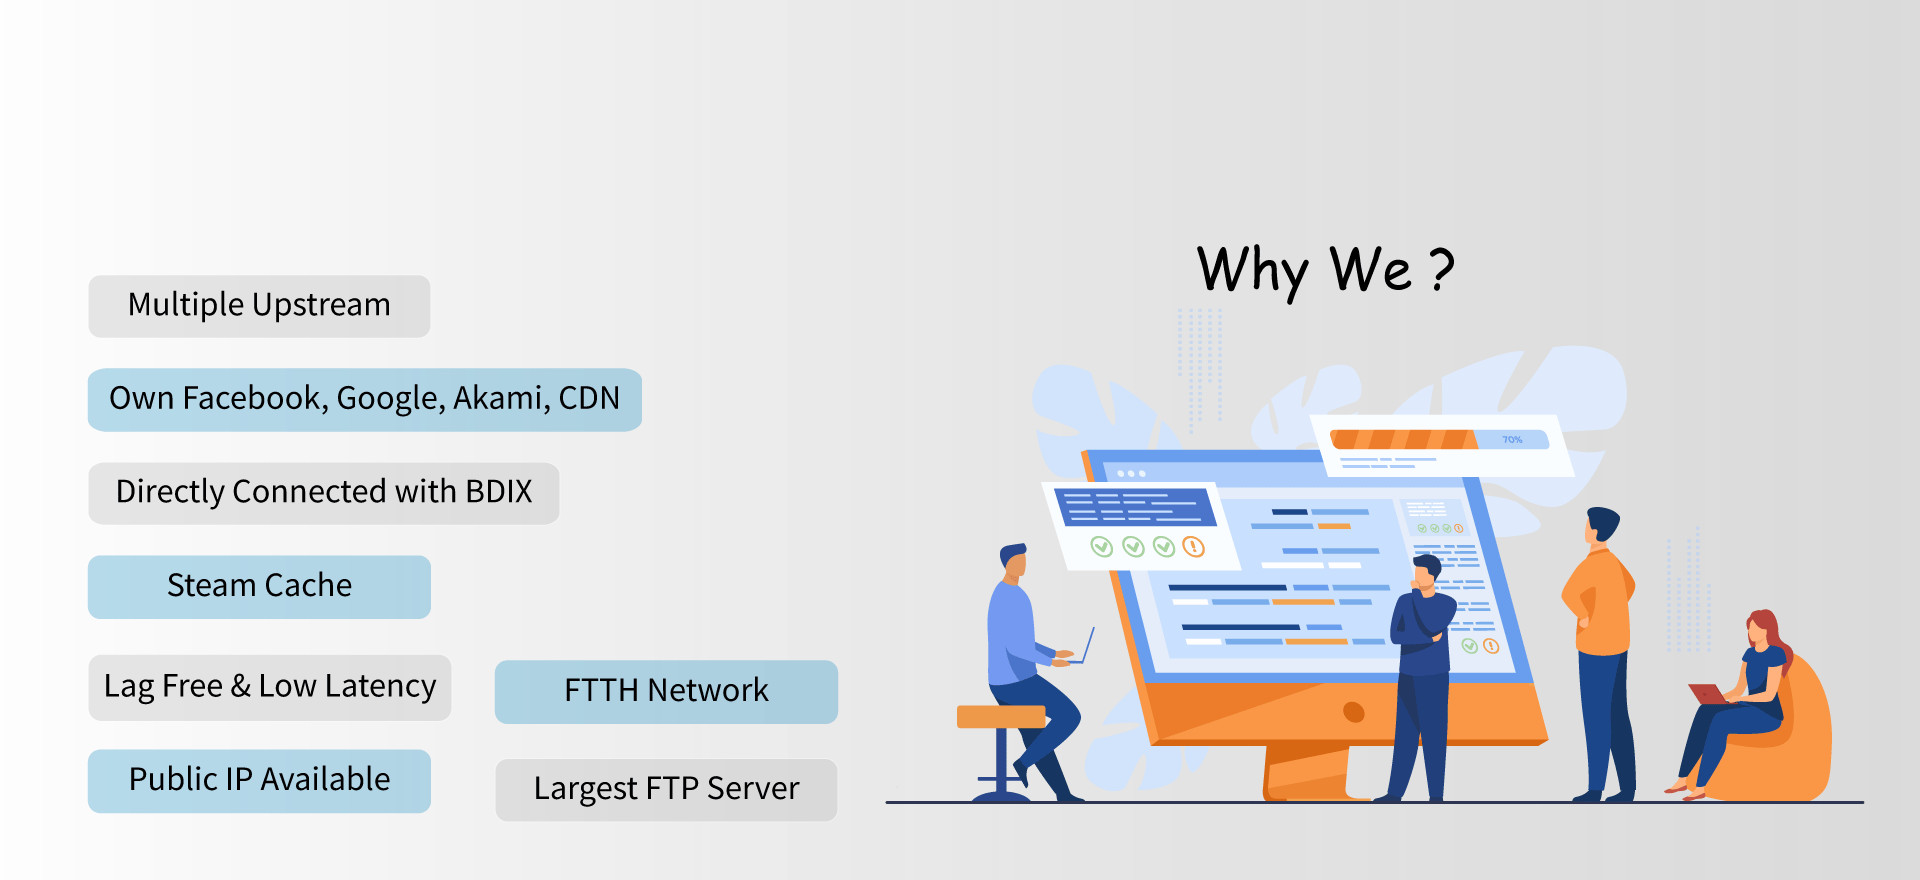 Why We ?
Multiple Upstream
Own Facebook, Google, Akami, CDN
70%
Directly Connected with BDIX
Steam Cache
Lag Free & Low Latency
FTTH Network
Public IP Available
Largest FTP Server